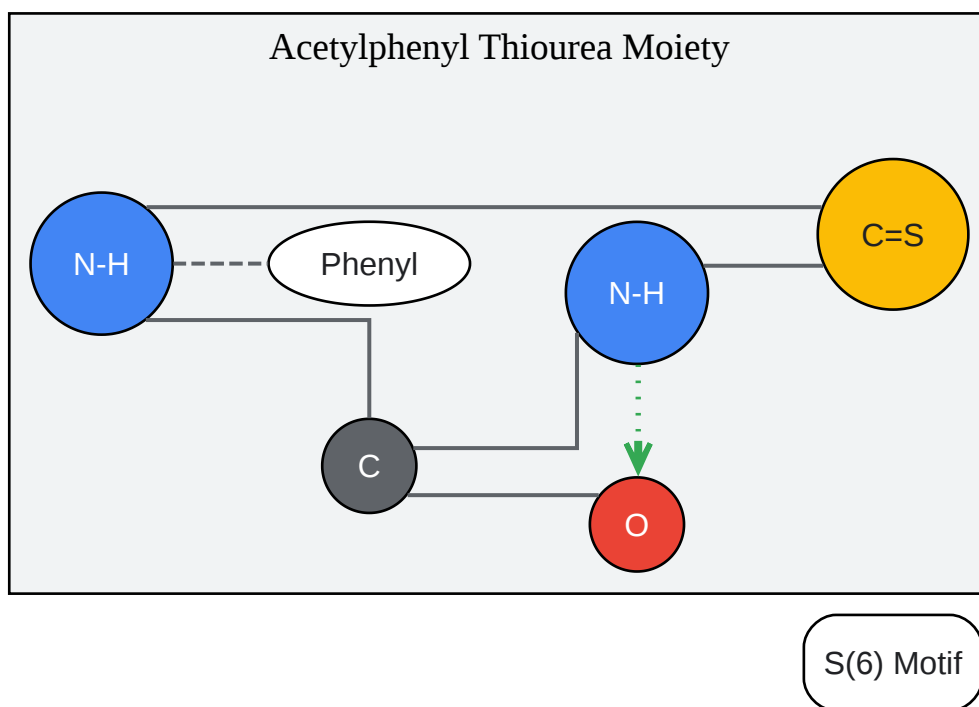 Acetylphenyl Thiourea Moiety
C=S
N-H
Phenyl
N-H
C
O
S(6) Motif